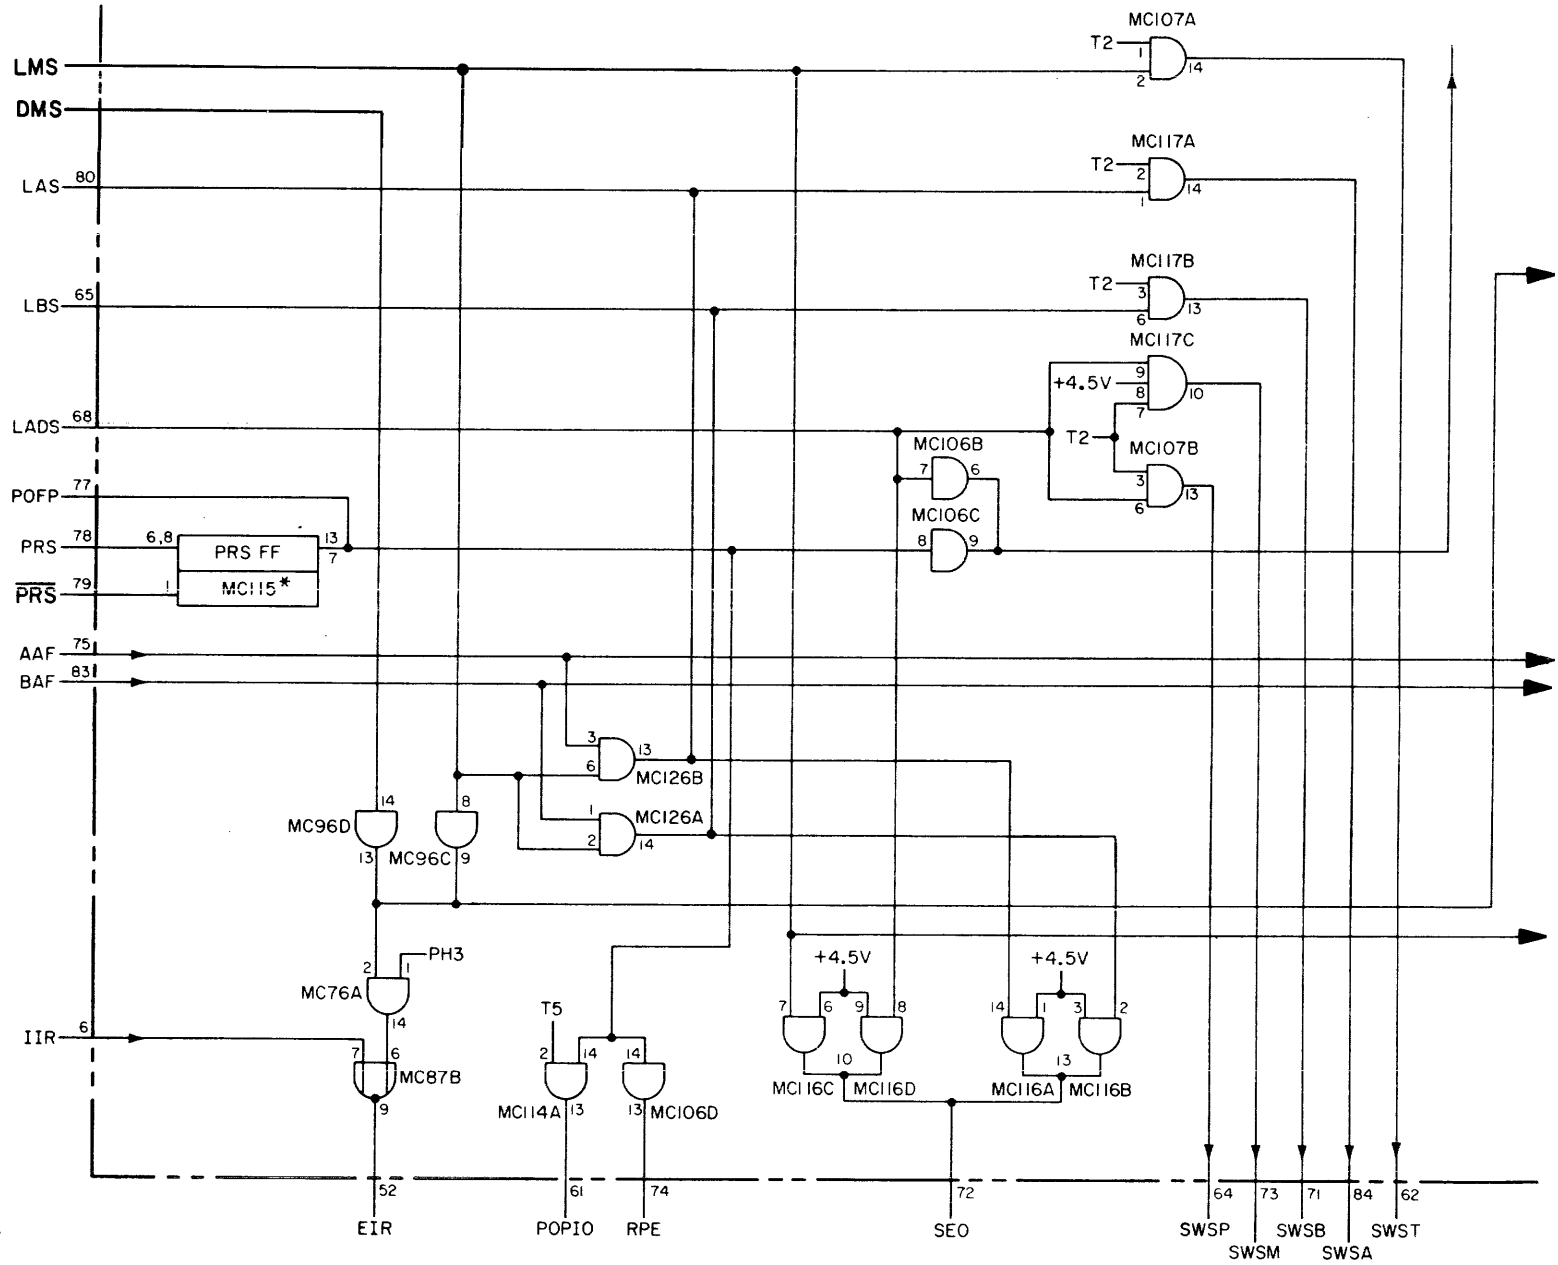 MC107A
T2
1
2
14
LMS
DMS
MC117A
T2
2
1
14
LAS 80
MC117B
T2
3
6
13
LBS 65
MC117C
9
+4.5V
8
7
10
LADS 68
T2
MC107B
3
6
13
MC106B
7
6
POFP 77
MC106C
8
9
PRS 78
6,8
PRS FF
13
7
PRS 79
1
MC115*
AAF 75
BAF 83
3
6
13
MC126B
1
2
14
MC126A
14
MC96D
13
8
MC96C
9
2
1
PH3
MC76A
14
IIR 6
7
6
MC87B
9
T5
2
14
14
MC114A
13
13
MC106D
+4.5V
7
6
9
8
10
MC116C
MC116D
+4.5V
14
1
3
2
13
MC116A
MC116B
52
61
74
72
64
73
71
84
62
EIR
POPIO
RPE
SEO
SWSP
SWSM
SWSB
SWSA
SWST